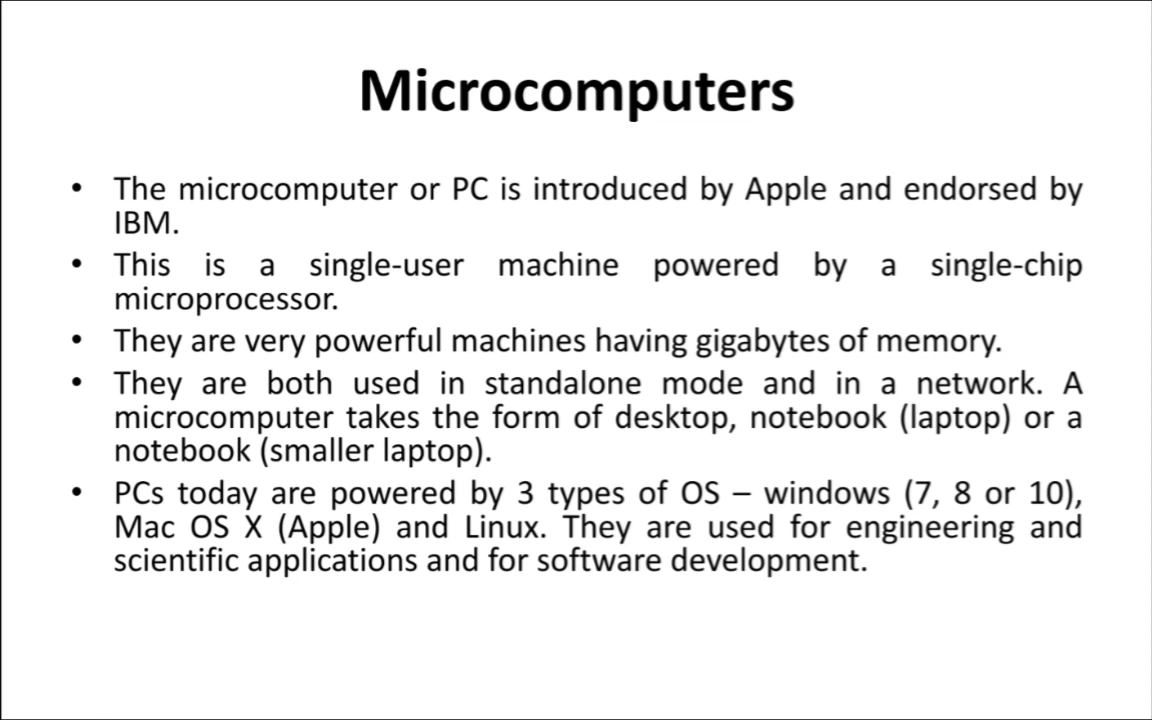 Microcomputers
• The microcomputer or PC is introduced by Apple and endorsed by
IBM.
• This is a single-user machine powered by a single-chip
microprocessor.
• They are very powerful machines having gigabytes of memory.
• They are both used in standalone mode and in a network. A
microcomputer takes the form of desktop, notebook (laptop) or a
notebook (smaller laptop).
• PCs today are powered by 3 types of OS – windows (7, 8 or 10),
Mac OS X (Apple) and Linux. They are used for engineering and
scientific applications and for software development.